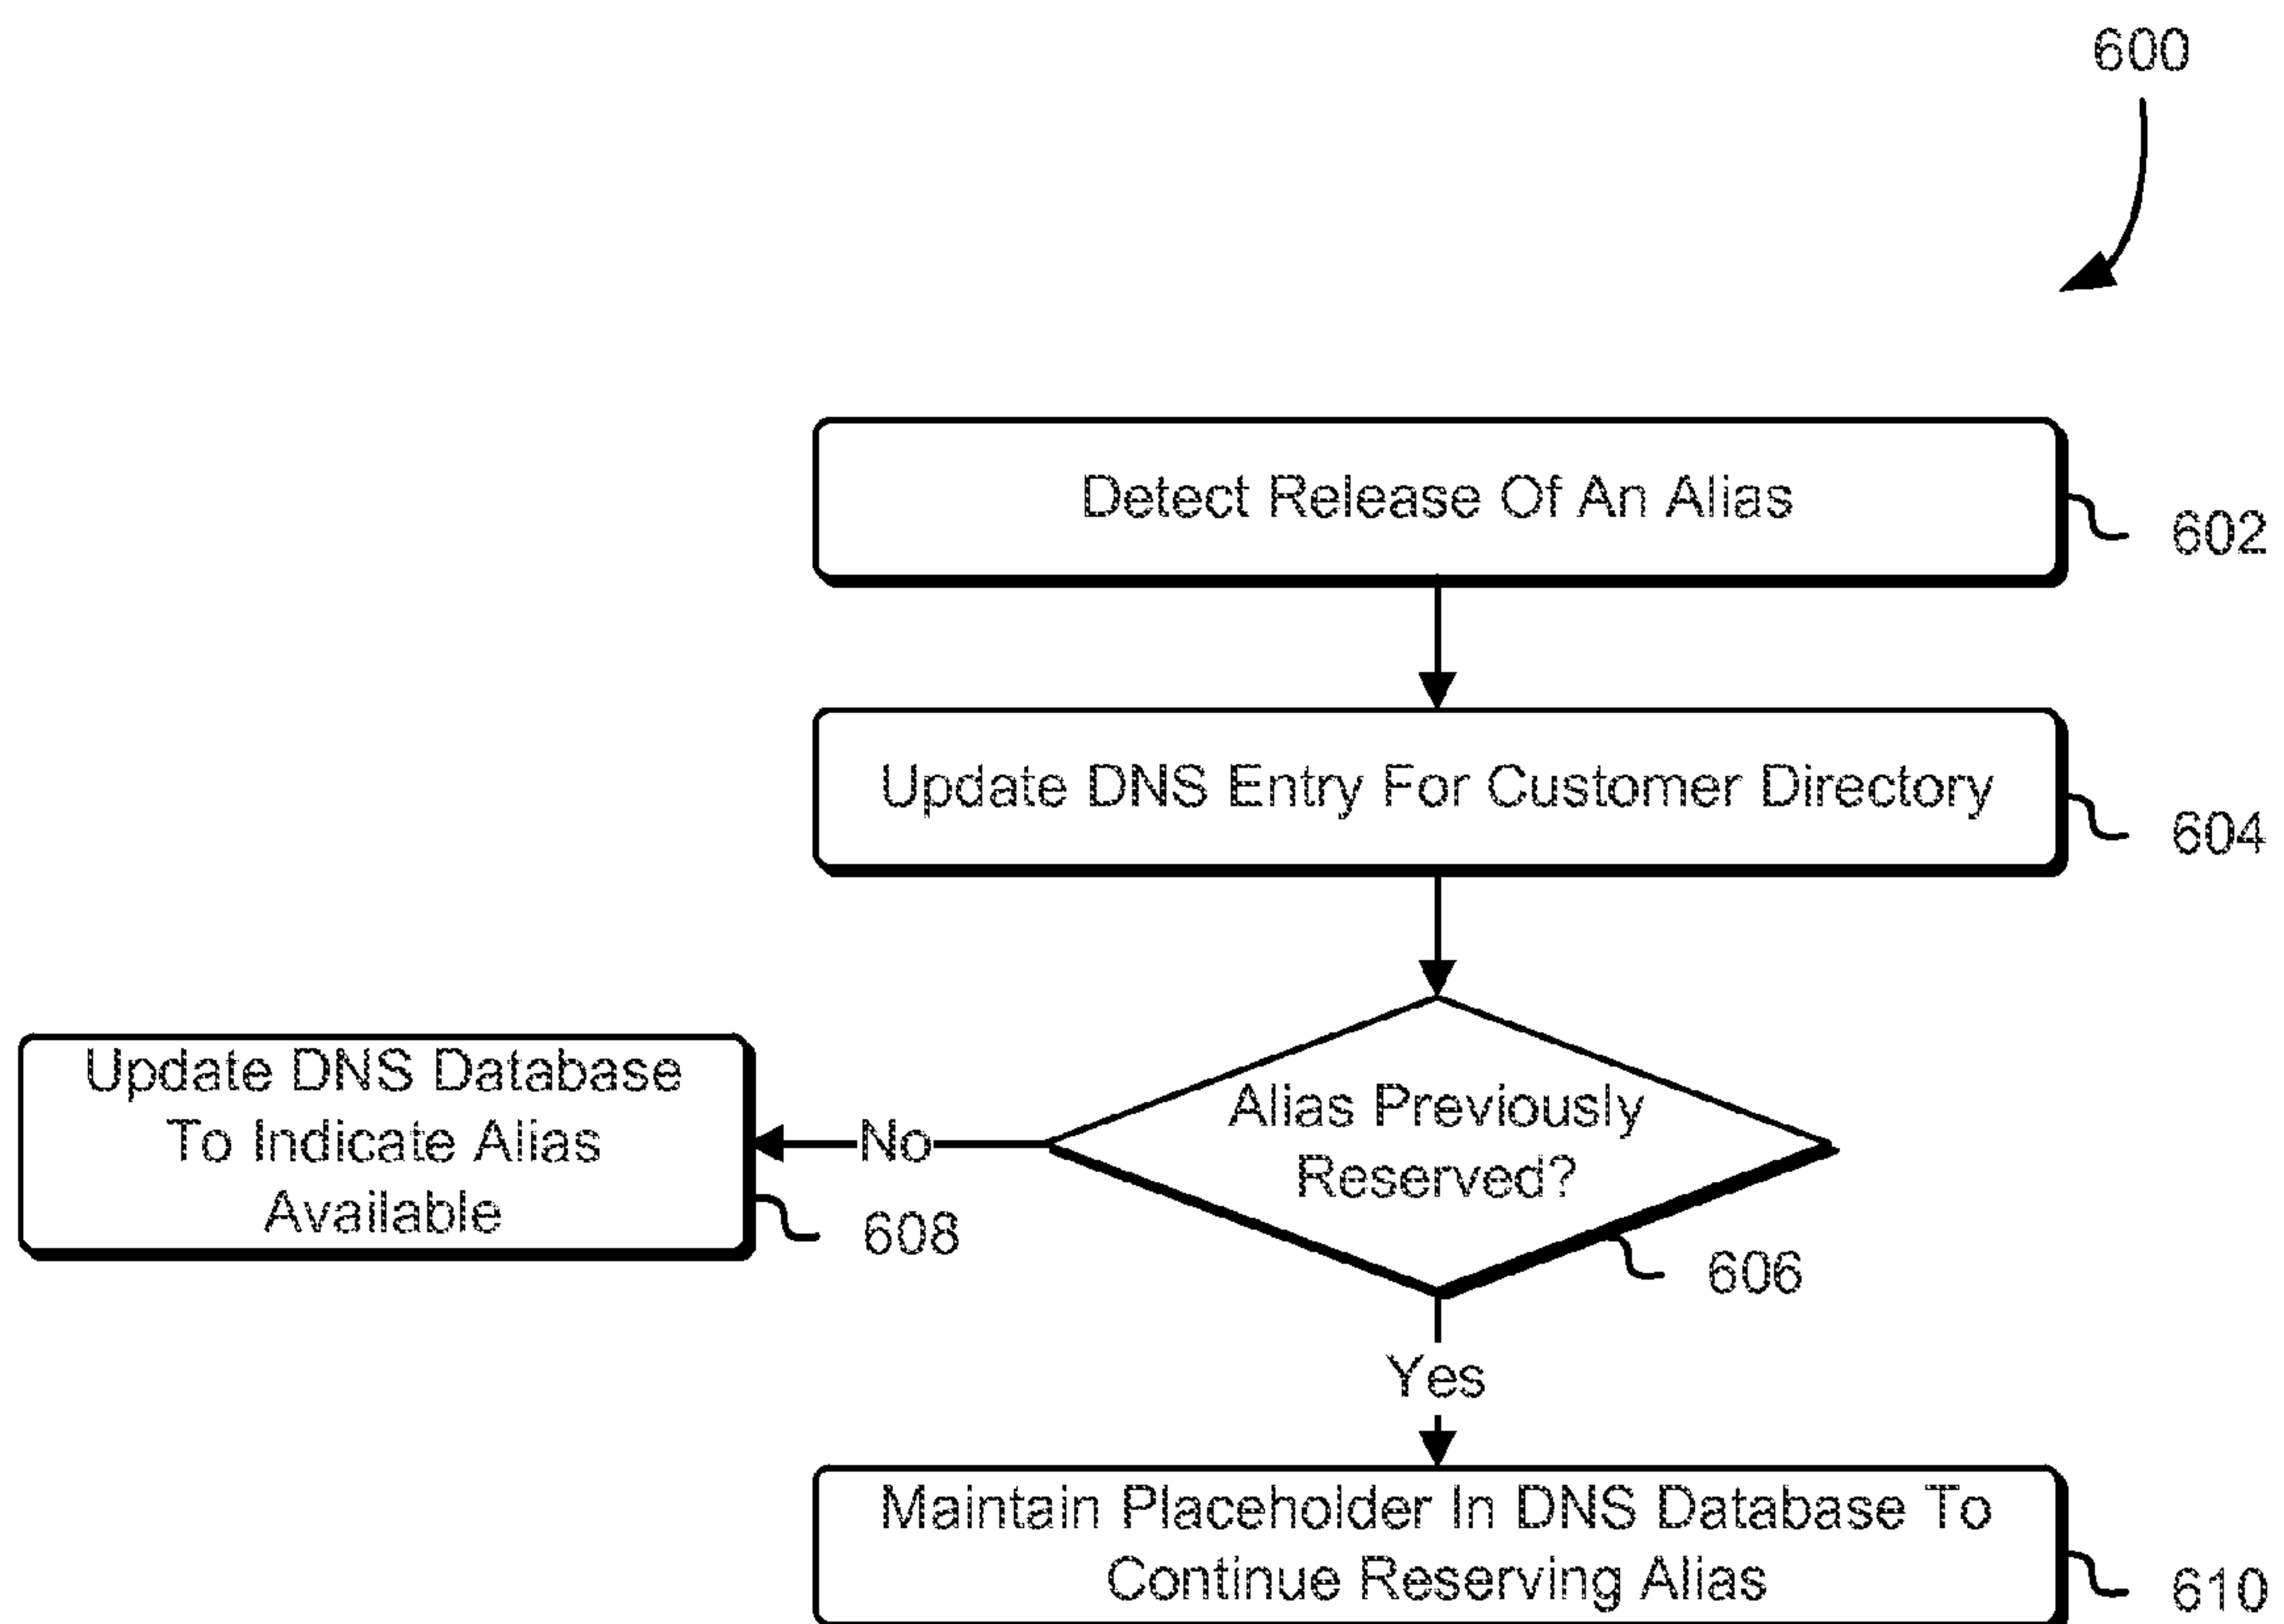 600
Detect Release Of An Alias
602
Update DNS Entry For Customer Directory
604
Alias Previously
Reserved?
606
No
Update DNS Database
To Indicate Alias
Available
608
Yes
Maintain Placeholder In DNS Database To
Continue Reserving Alias
610